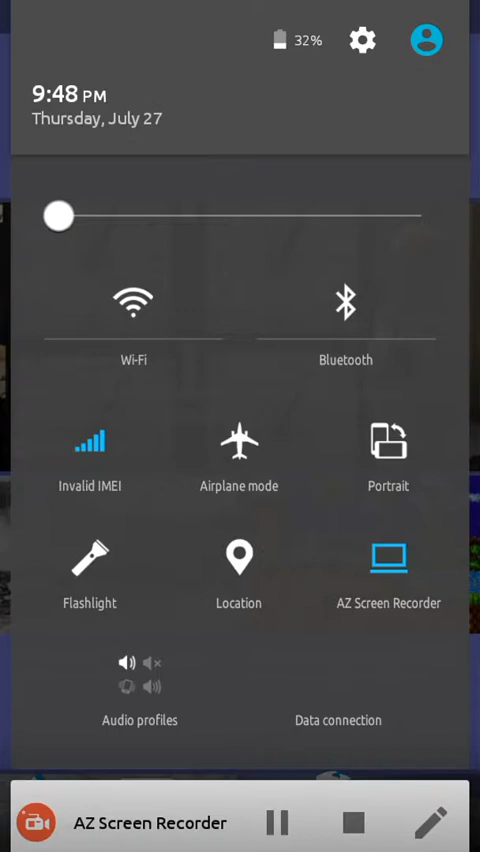 32%
9:48 PM
Thursday, July 27
Wi-Fi
Bluetooth
Invalid IMEI
Airplane mode
Portrait
Flashlight
Location
AZ Screen Recorder
Audio profiles
Data connection
AZ Screen Recorder